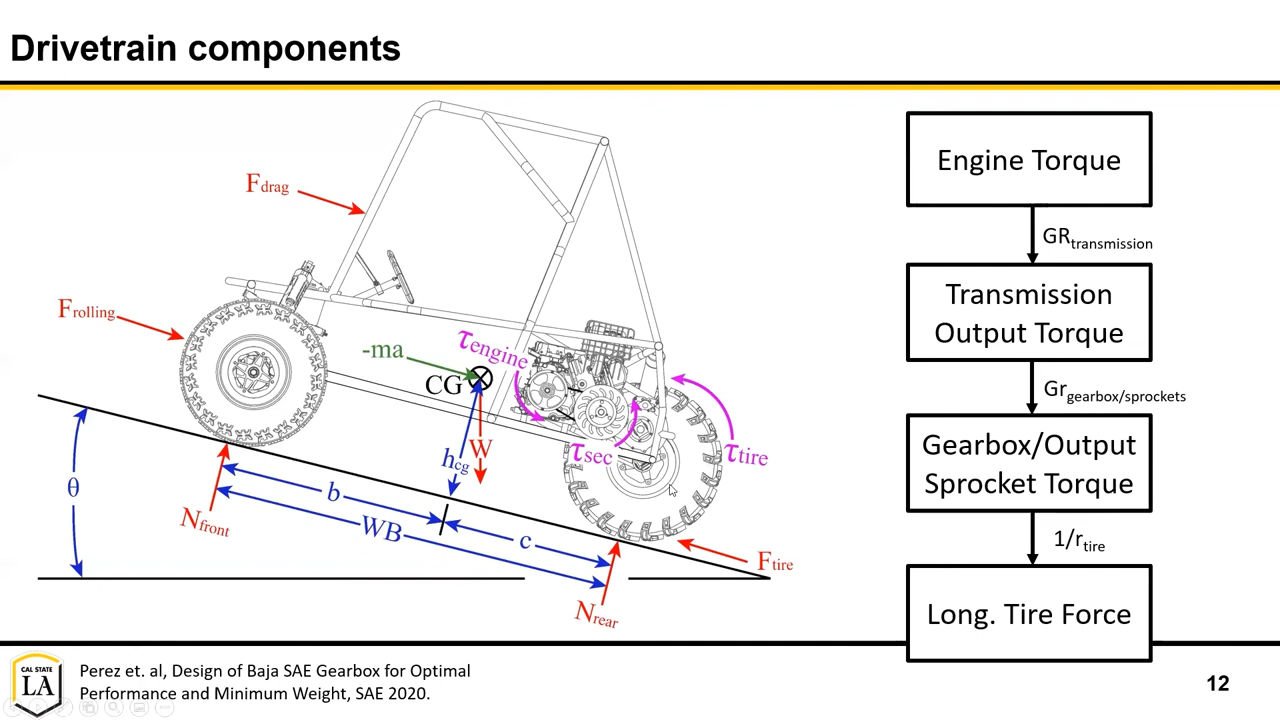 Drivetrain components
Fdrag
Frolling
-ma
CG
τengine
τsec
τtire
hcg
W
θ
b
WB
c
Nfront
Nrear
Ftire
Engine Torque
GRtransmission
Transmission
Output Torque
Grgearbox/sprockets
Gearbox/Output
Sprocket Torque
1/rtire
Long. Tire Force
CAL STATE
LA
Perez et. al, Design of Baja SAE Gearbox for Optimal
Performance and Minimum Weight, SAE 2020.
12